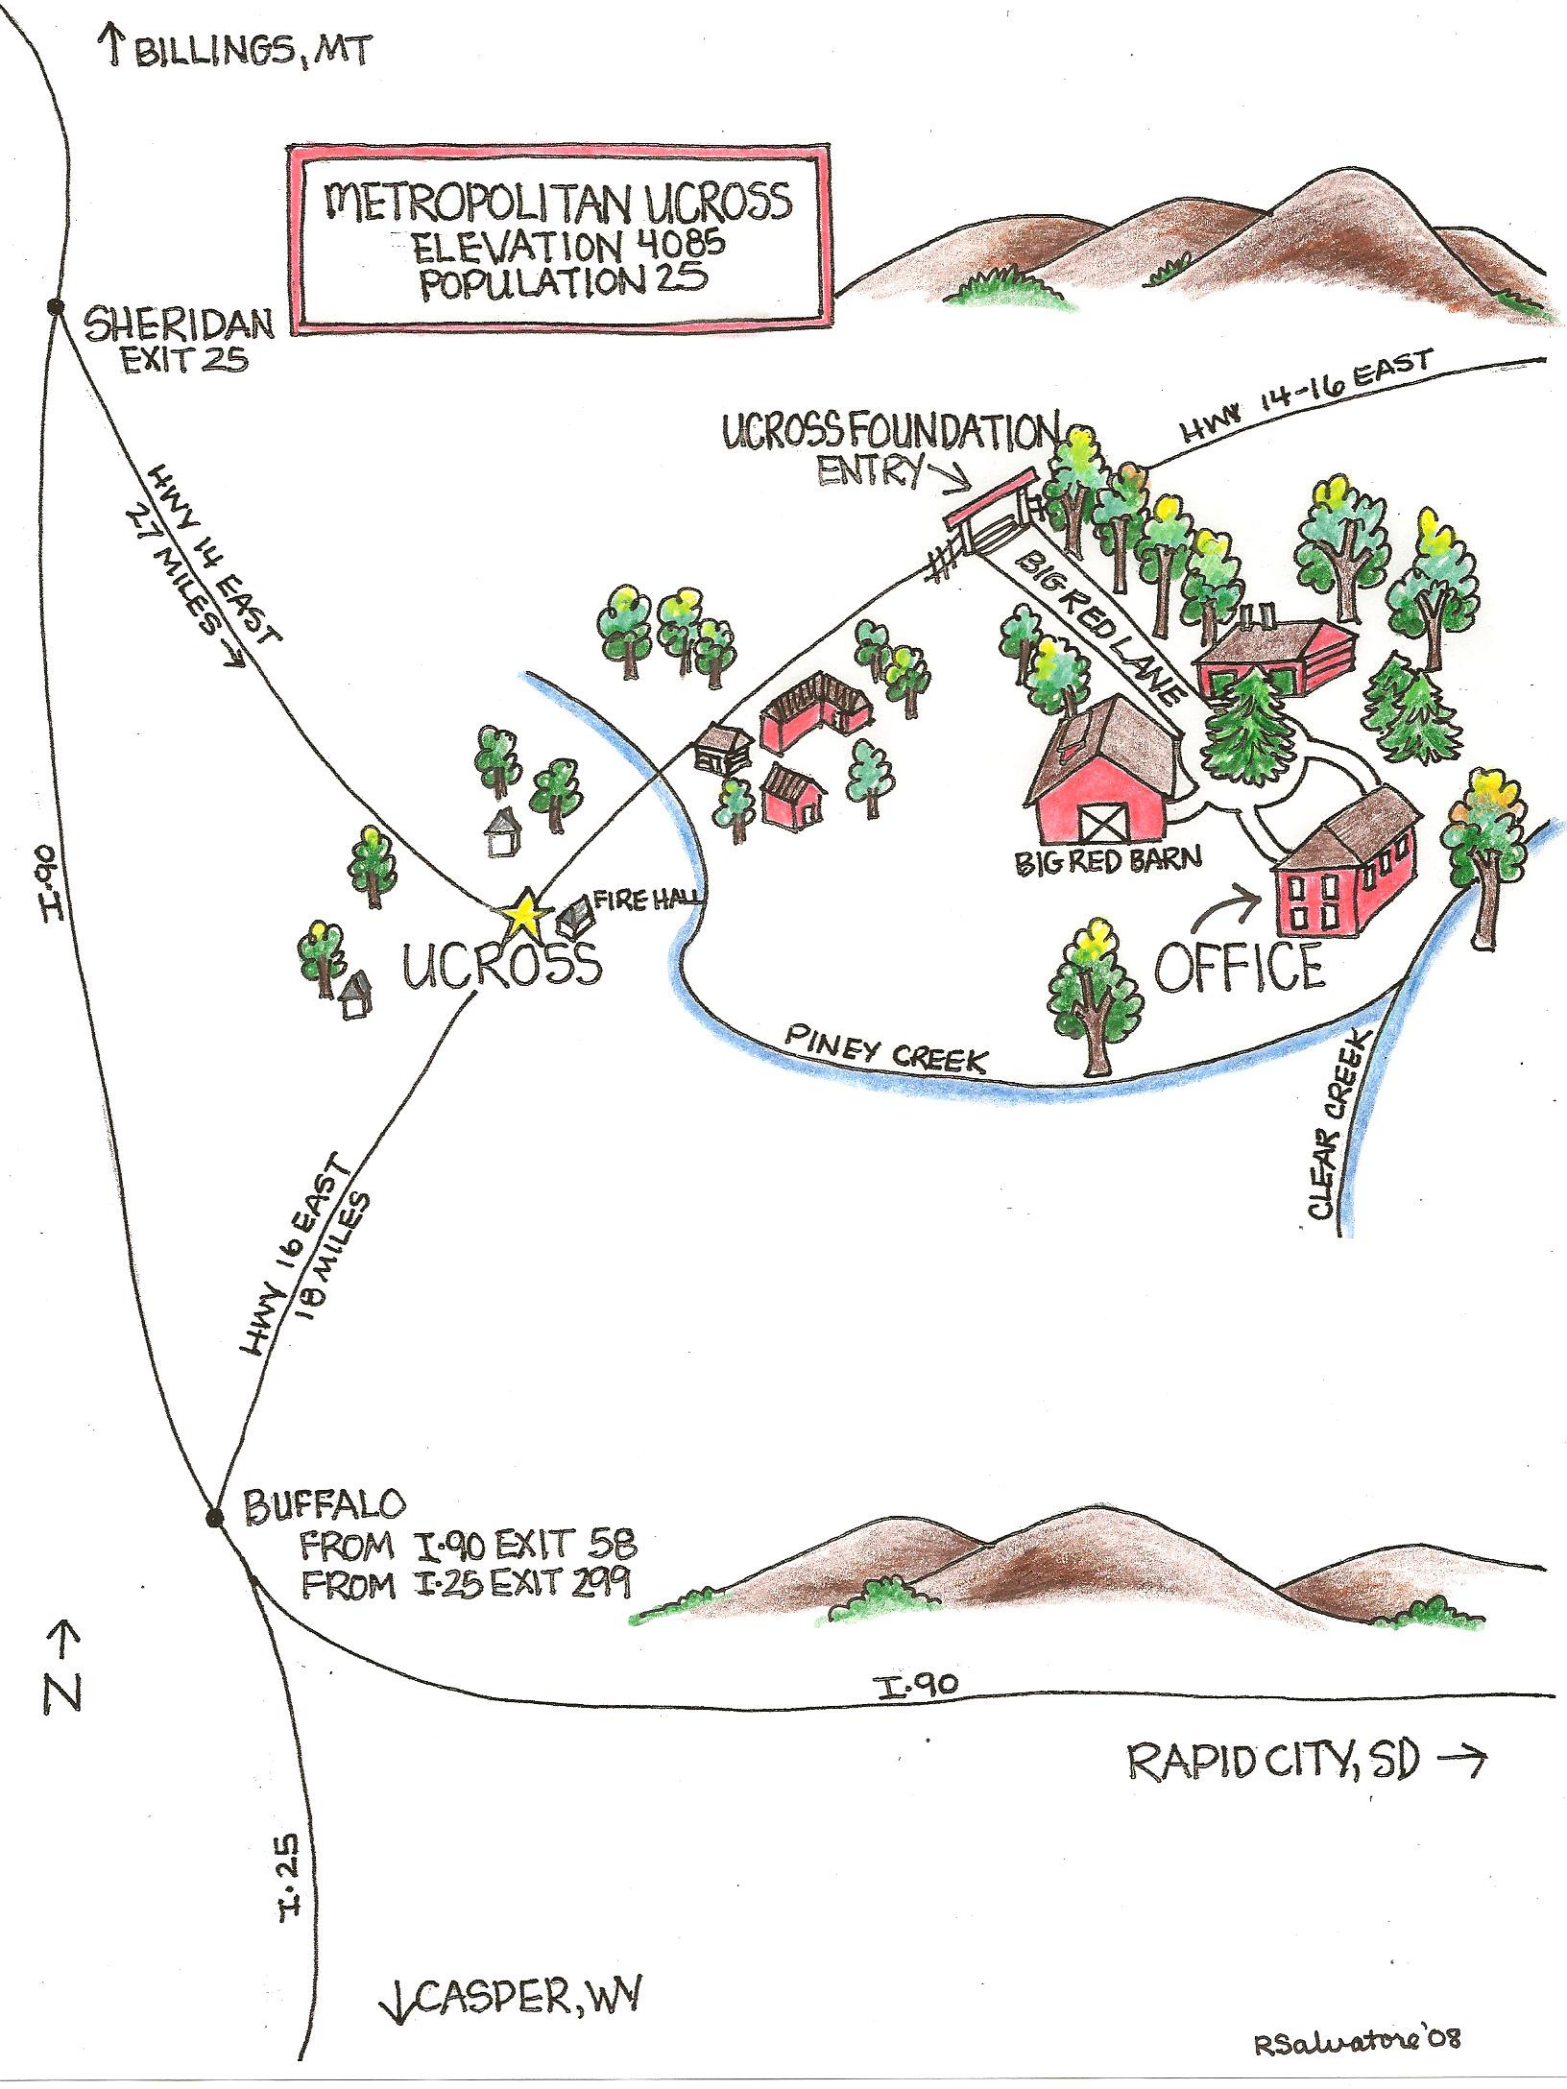 ↑ BILLINGS, MT
METROPOLITAN UCROSS
ELEVATION 4085
POPULATION 25
SHERIDAN
EXIT 25
HWY 14-16 EAST
UCROSS FOUNDATION
ENTRY →
HWY 14 EAST
27 MILES →
BIG RED LANE
I·90
BIG RED BARN
FIRE HALL
UCROSS
OFFICE
PINEY CREEK
CLEAR CREEK
HWY 16 EAST
18 MILES
BUFFALO
FROM I·90 EXIT 58
FROM I·25 EXIT 299
N →
I·90
RAPID CITY, SD →
I·25
↓ CASPER, WY
RSalvatore '08